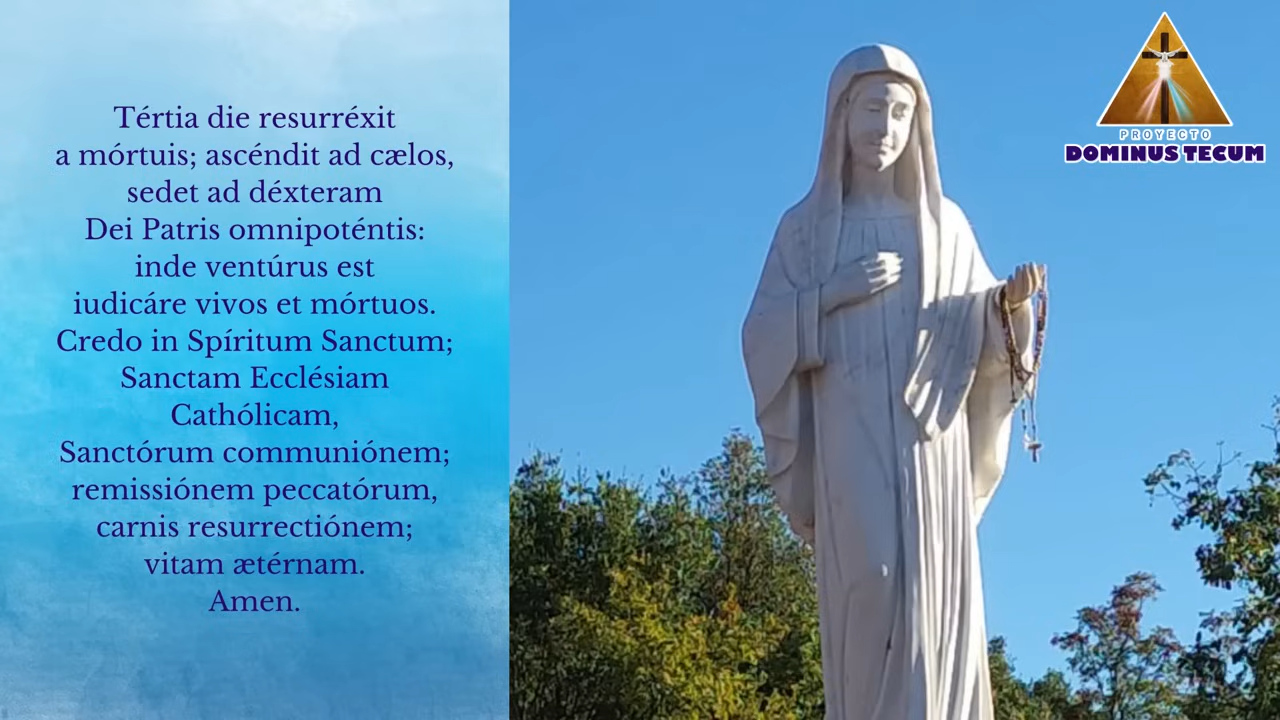 Tértia die resurréxit
a mórtuis; ascéndit ad cælos,
sedet ad déxteram
Dei Patris omnipoténtis:
inde ventúrus est
iudicáre vivos et mórtuos.
Credo in Spíritum Sanctum;
Sanctam Ecclésiam
Cathólicam,
Sanctórum communiónem;
remissiónem peccatórum,
carnis resurrectiónem;
vitam ætérnam.
Amen.
PROYECTO
DOMINUS TECUM